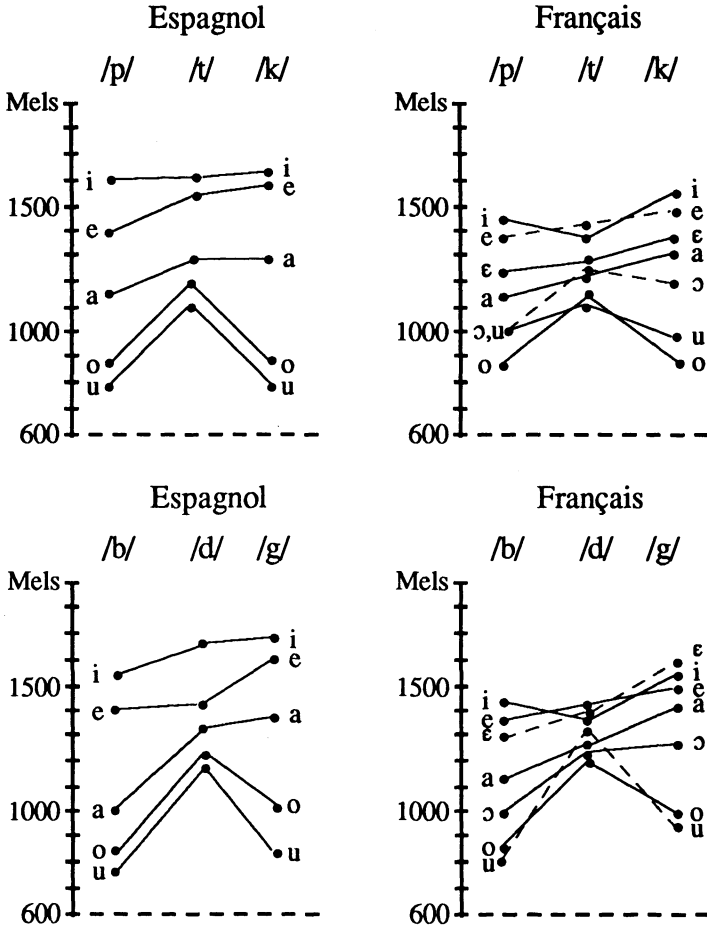 Espagnol
/p/ /t/ /k/
Mels
i i
e
1500
e
a
a
1000
o o
u u
600
Français
/p/ /t/ /k/
Mels
i
1500 e
i
e ɛ
a
ɛ
ɔ
a
1000 ɔ,u u
o o
600
Espagnol
/b/ /d/ /g/
Mels
i
i e
1500
e a
1000 a o
o u
u
600
Français
/b/ /d/ /g/
Mels
ɛ
i
1500 e
i a
e
ɛ ɔ
a
1000 ɔ o
u
o
u
600